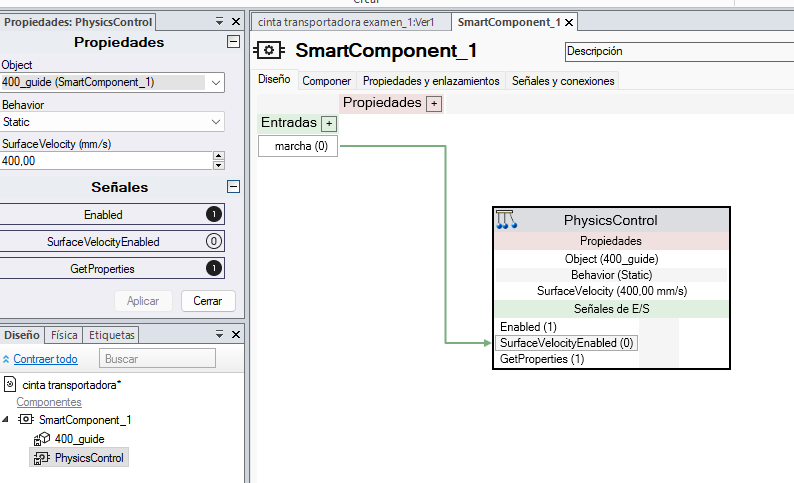 Crear
Propiedades: PhysicsControl
Propiedades
Object
400_guide (SmartComponent_1)
Behavior
Static
SurfaceVelocity (mm/s)
400,00
Señales
Enabled
1
SurfaceVelocityEnabled
0
GetProperties
1
Aplicar
Cerrar
Diseño
Física
Etiquetas
Contraer todo
Buscar
cinta transportadora*
Componentes
SmartComponent_1
400_guide
PhysicsControl
cinta transportadora examen_1:Ver1
SmartComponent_1
SmartComponent_1
Descripción
Diseño
Componer
Propiedades y enlazamientos
Señales y conexiones
Propiedades +
Entradas +
marcha (0)
PhysicsControl
Propiedades
Object (400_guide)
Behavior (Static)
SurfaceVelocity (400,00 mm/s)
Señales de E/S
Enabled (1)
SurfaceVelocityEnabled (0)
GetProperties (1)